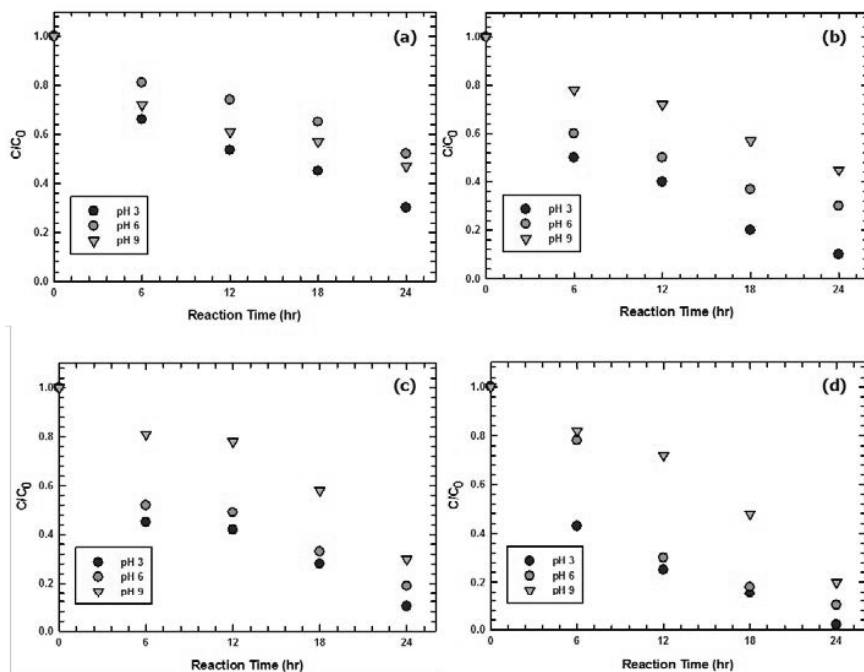 (a)
1.0
0.8
0.6
0.4
0.2
0.0
C/C0
pH 3
pH 6
pH 9
0 6 12 18 24
Reaction Time (hr)
(b)
1.0
0.8
0.6
0.4
0.2
0.0
C/C0
pH 3
pH 6
pH 9
0 6 12 18 24
Reaction Time (hr)
(c)
1.0
0.8
0.6
0.4
0.2
0.0
C/C0
pH 3
pH 6
pH 9
0 6 12 18 24
Reaction Time (hr)
(d)
1.0
0.8
0.6
0.4
0.2
0.0
C/C0
pH 3
pH 6
pH 9
0 6 12 18 24
Reaction Time (hr)